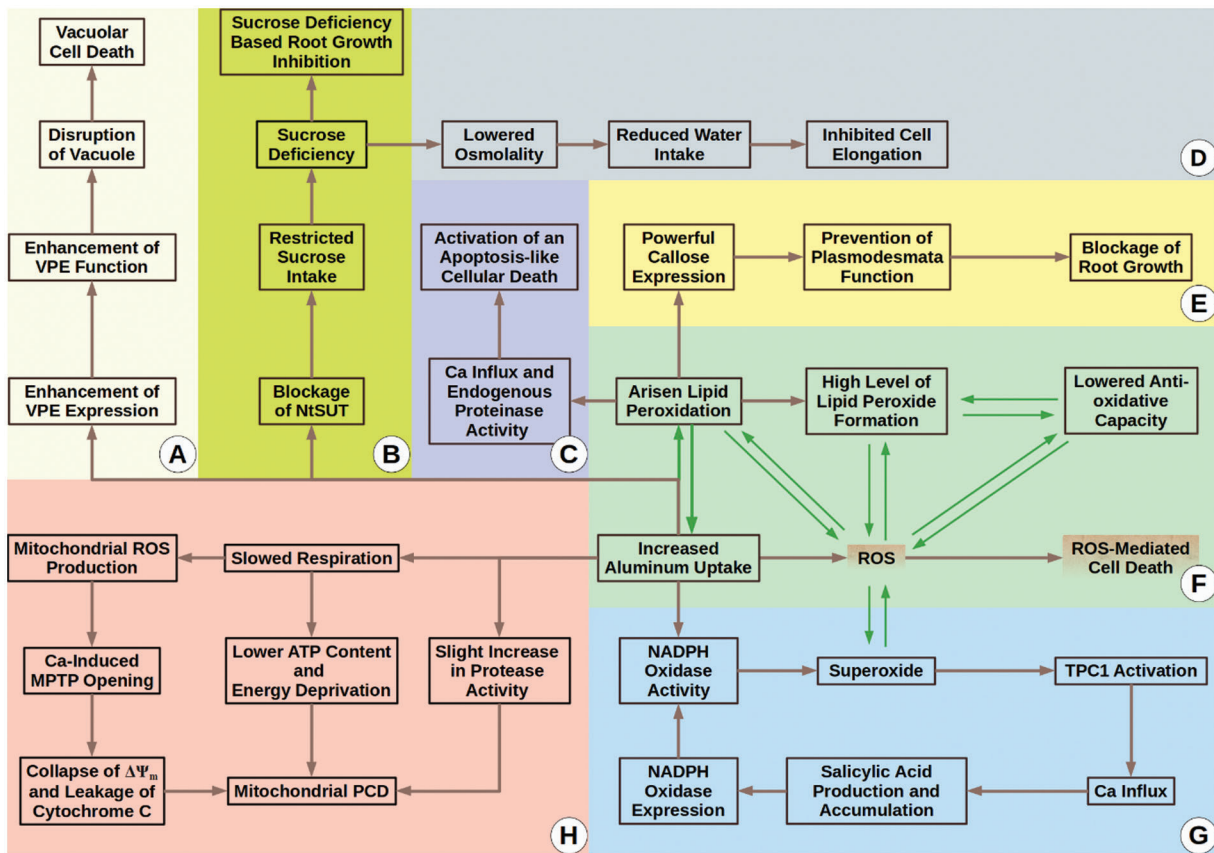 Vacuolar
Cell Death
Disruption
of Vacuole
Enhancement of
VPE Function
Enhancement of
VPE Expression
A
Sucrose Deficiency
Based Root Growth
Inhibition
Sucrose
Deficiency
Restricted
Sucrose
Intake
Blockage
of NtSUT
B
Lowered
Osmolality
Reduced Water
Intake
Inhibited Cell
Elongation
D
Activation of an
Apoptosis-like
Cellular Death
Ca Influx and
Endogenous
Proteinase
Activity
C
Powerful
Callose
Expression
Prevention of
Plasmodesmata
Function
Blockage of
Root Growth
E
Arisen Lipid
Peroxidation
High Level of
Lipid Peroxide
Formation
Lowered Anti-
oxidative
Capacity
Increased
Aluminum Uptake
ROS
ROS-Mediated
Cell Death
F
Mitochondrial ROS
Production
Slowed Respiration
Ca-Induced
MPTP Opening
Lower ATP Content
and
Energy Deprivation
Slight Increase
in Protease
Activity
Collapse of ΔΨm
and Leakage of
Cytochrome C
Mitochondrial PCD
H
NADPH
Oxidase
Activity
Superoxide
TPC1 Activation
NADPH
Oxidase
Expression
Salicylic Acid
Production and
Accumulation
Ca Influx
G